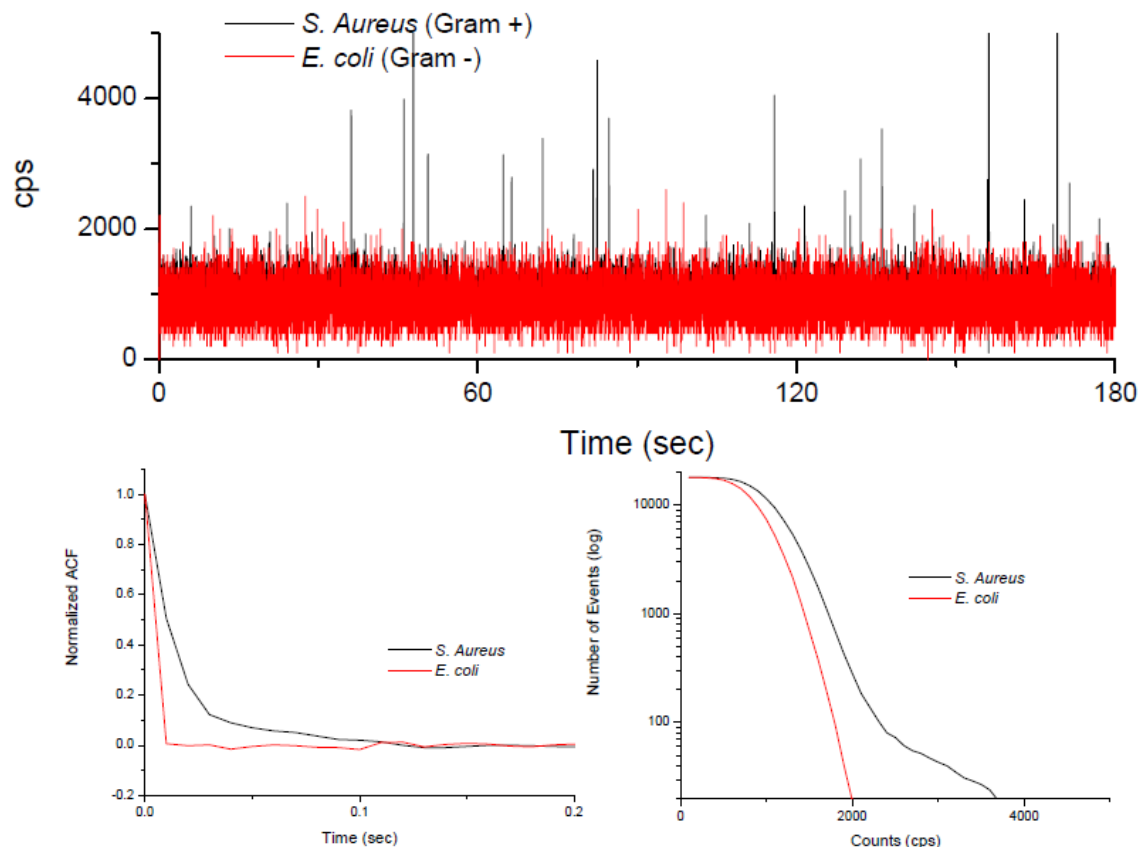 S. Aureus (Gram +)
E. coli (Gram -)
4000
2000
0
cps
0 60 120 180
Time (sec)
1.0
0.8
0.6
0.4
0.2
0.0
-0.2
Normalized ACF
S. Aureus
E. coli
0.0 0.1 0.2
Time (sec)
10000
1000
100
Number of Events (log)
S. Aureus
E. coli
0 2000 4000
Counts (cps)